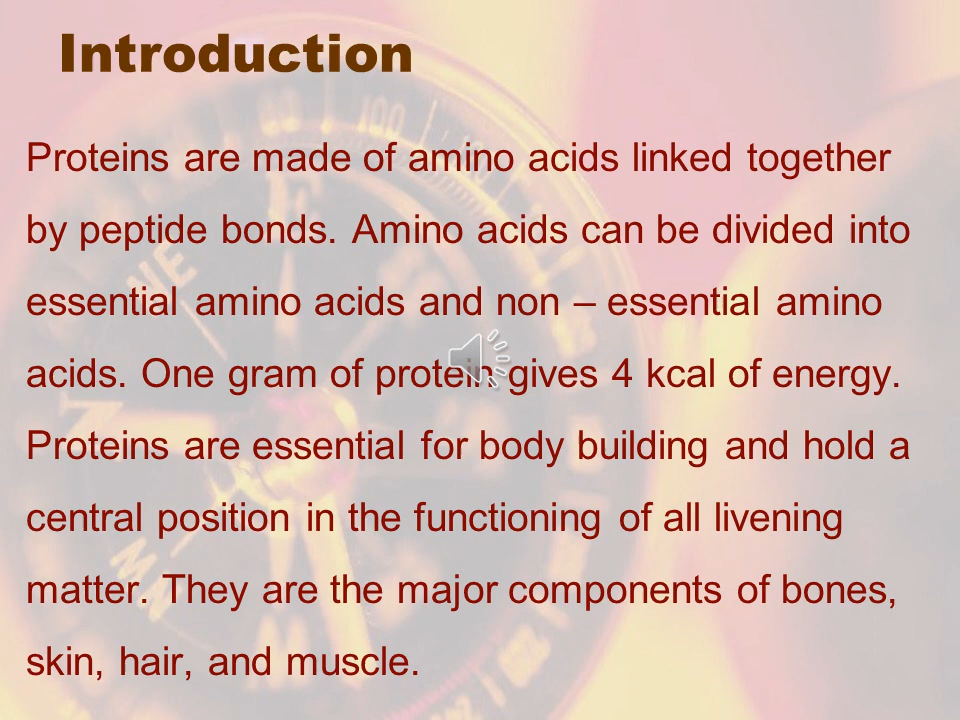 Introduction
Proteins are made of amino acids linked together
by peptide bonds. Amino acids can be divided into
essential amino acids and non – essential amino
acids. One gram of protein gives 4 kcal of energy.
Proteins are essential for body building and hold a
central position in the functioning of all livening
matter. They are the major components of bones,
skin, hair, and muscle.
100
NE